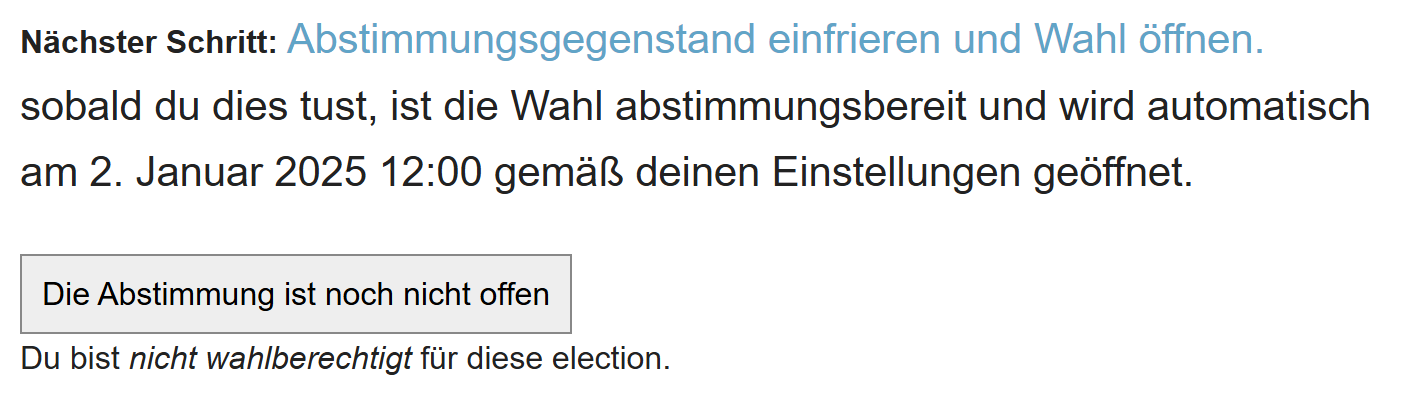 Nächster Schritt: Abstimmungsgegenstand einfrieren und Wahl öffnen.
sobald du dies tust, ist die Wahl abstimmungsbereit und wird automatisch
am 2. Januar 2025 12:00 gemäß deinen Einstellungen geöffnet.
Die Abstimmung ist noch nicht offen
Du bist nicht wahlberechtigt für diese election.